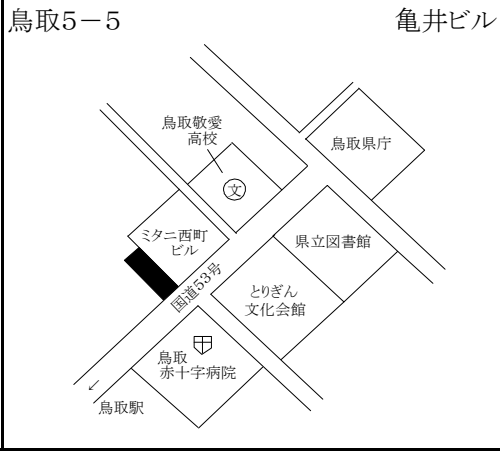 鳥取5－5
亀井ビル
鳥取敬愛
高校
文
鳥取県庁
ミタニ西町
ビル
県立図書館
国道53号
とりぎん
文化会館
鳥取
赤十字病院
←
鳥取駅